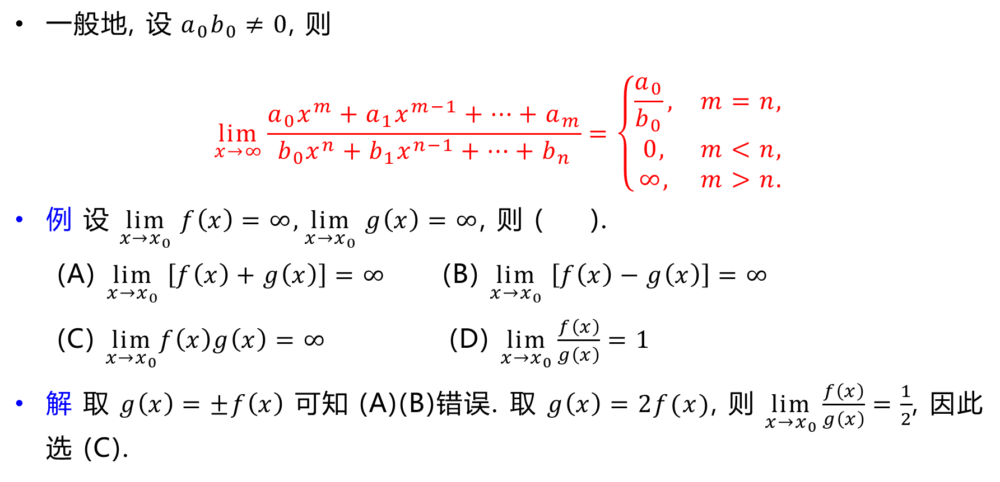 • 一般地, 设 $a_0b_0 \neq 0$, 则
$\lim\limits_{x\to\infty} \frac{a_0x^m + a_1x^{m-1} + \cdots + a_m}{b_0x^n + b_1x^{n-1} + \cdots + b_n} = \begin{cases} \frac{a_0}{b_0}, & m = n, \\ 0, & m < n, \\ \infty, & m > n. \end{cases}$
• 例 设 $\lim\limits_{x\to x_0} f(x) = \infty, \lim\limits_{x\to x_0} g(x) = \infty$, 则 (    ).
(A) $\lim\limits_{x\to x_0} [f(x) + g(x)] = \infty$ (B) $\lim\limits_{x\to x_0} [f(x) - g(x)] = \infty$
(C) $\lim\limits_{x\to x_0} f(x)g(x) = \infty$ (D) $\lim\limits_{x\to x_0} \frac{f(x)}{g(x)} = 1$
• 解 取 $g(x) = \pm f(x)$ 可知 (A)(B)错误. 取 $g(x) = 2f(x)$, 则 $\lim\limits_{x\to x_0} \frac{f(x)}{g(x)} = \frac{1}{2}$, 因此
选 (C).